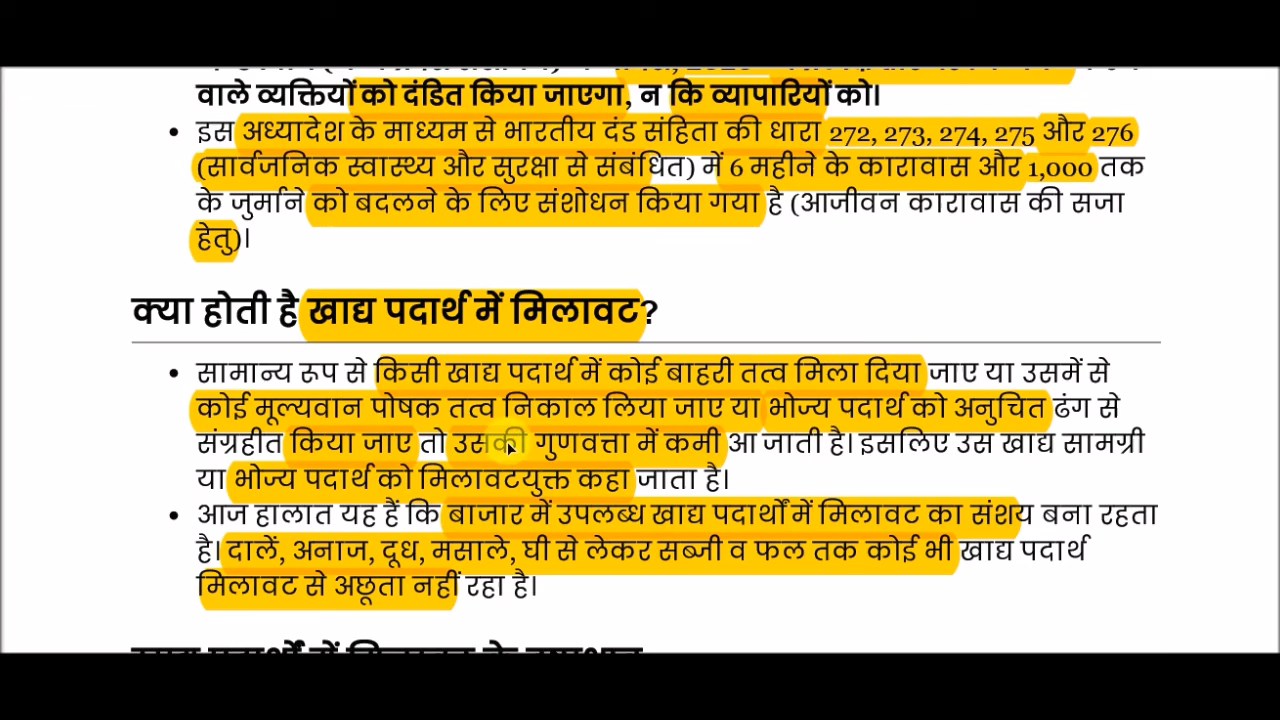 वाले व्यक्तियों को दंडित किया जाएगा, न कि व्यापारियों को।
• इस अध्यादेश के माध्यम से भारतीय दंड संहिता की धारा 272, 273, 274, 275 और 276
(सार्वजनिक स्वास्थ्य और सुरक्षा से संबंधित) में 6 महीने के कारावास और 1,000 तक
के जुर्माने को बदलने के लिए संशोधन किया गया है (आजीवन कारावास की सजा
हेतु)।
क्या होती है खाद्य पदार्थ में मिलावट?
• सामान्य रूप से किसी खाद्य पदार्थ में कोई बाहरी तत्व मिला दिया जाए या उसमें से
कोई मूल्यवान पोषक तत्व निकाल लिया जाए या भोज्य पदार्थ को अनुचित ढंग से
संग्रहीत किया जाए तो उसकी गुणवत्ता में कमी आ जाती है। इसलिए उस खाद्य सामग्री
या भोज्य पदार्थ को मिलावटयुक्त कहा जाता है।
• आज हालात यह हैं कि बाजार में उपलब्ध खाद्य पदार्थों में मिलावट का संशय बना रहता
है। दालें, अनाज, दूध, मसाले, घी से लेकर सब्जी व फल तक कोई भी खाद्य पदार्थ
मिलावट से अछूता नहीं रहा है।